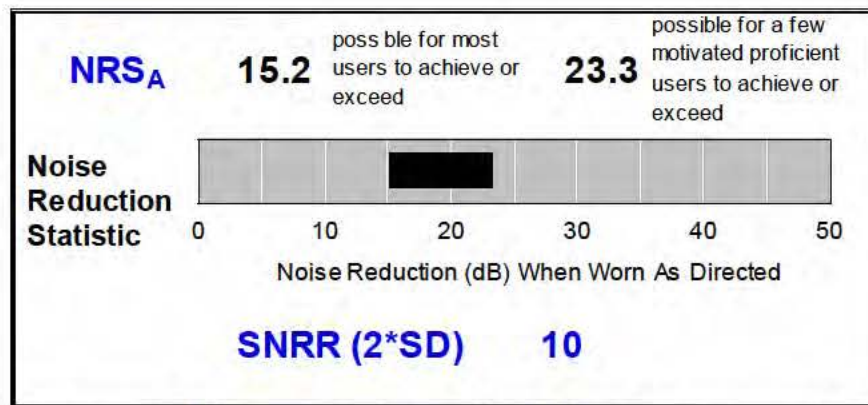 NRSA 15.2 poss ble for most users to achieve or exceed 23.3 possible for a few motivated proficient users to achieve or exceed
Noise
Reduction
Statistic
0 10 20 30 40 50
Noise Reduction (dB) When Worn As Directed
SNRR (2*SD) 10